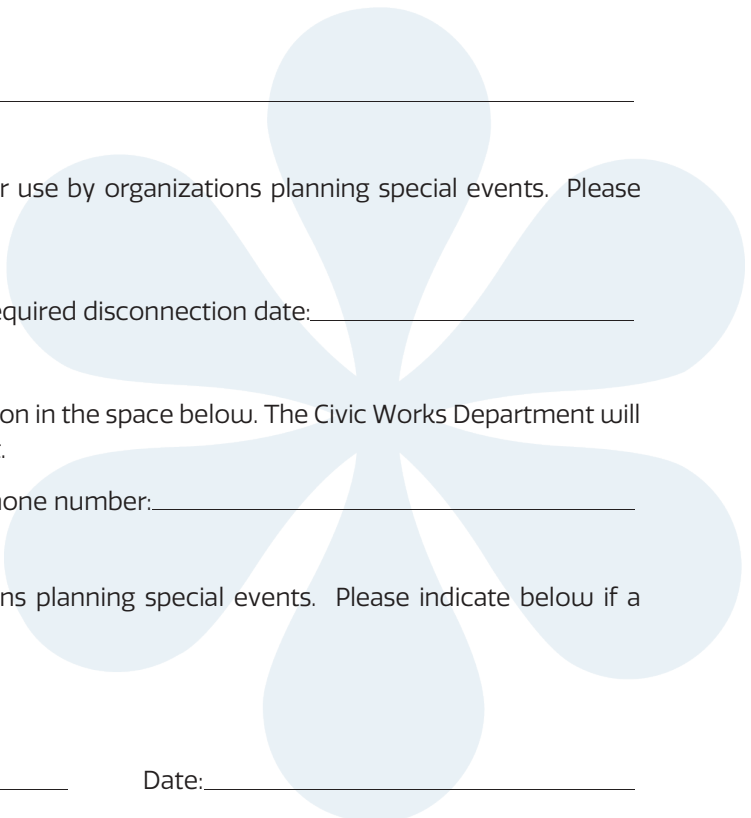 r use by organizations planning special events. Please
equired disconnection date:
on in the space below. The Civic Works Department will
hone number:
ns planning special events. Please indicate below if a
Date: